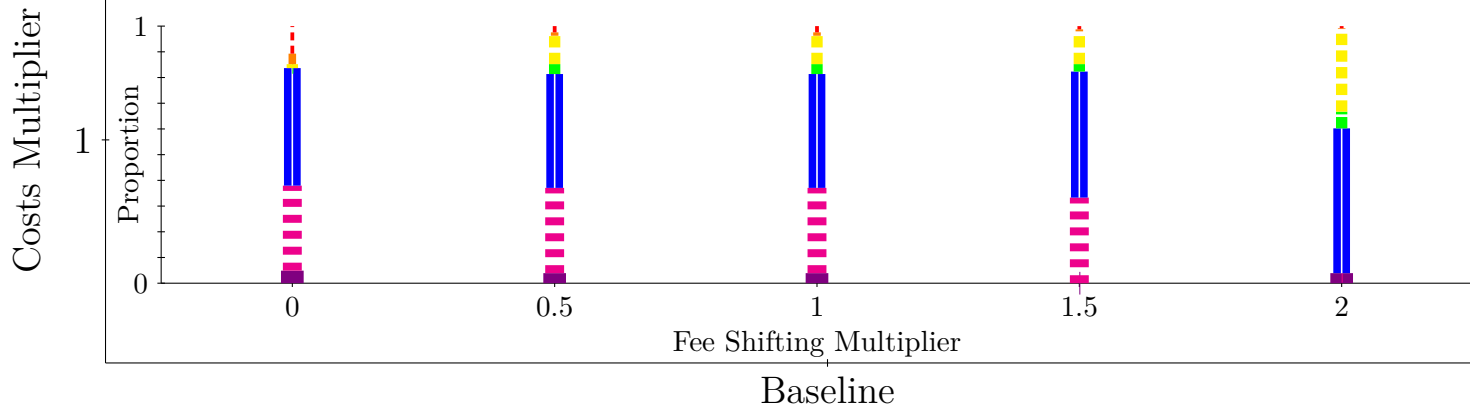 Costs Multiplier
1
Proportion
1
0
0 0.5 1 1.5 2
Fee Shifting Multiplier
Baseline